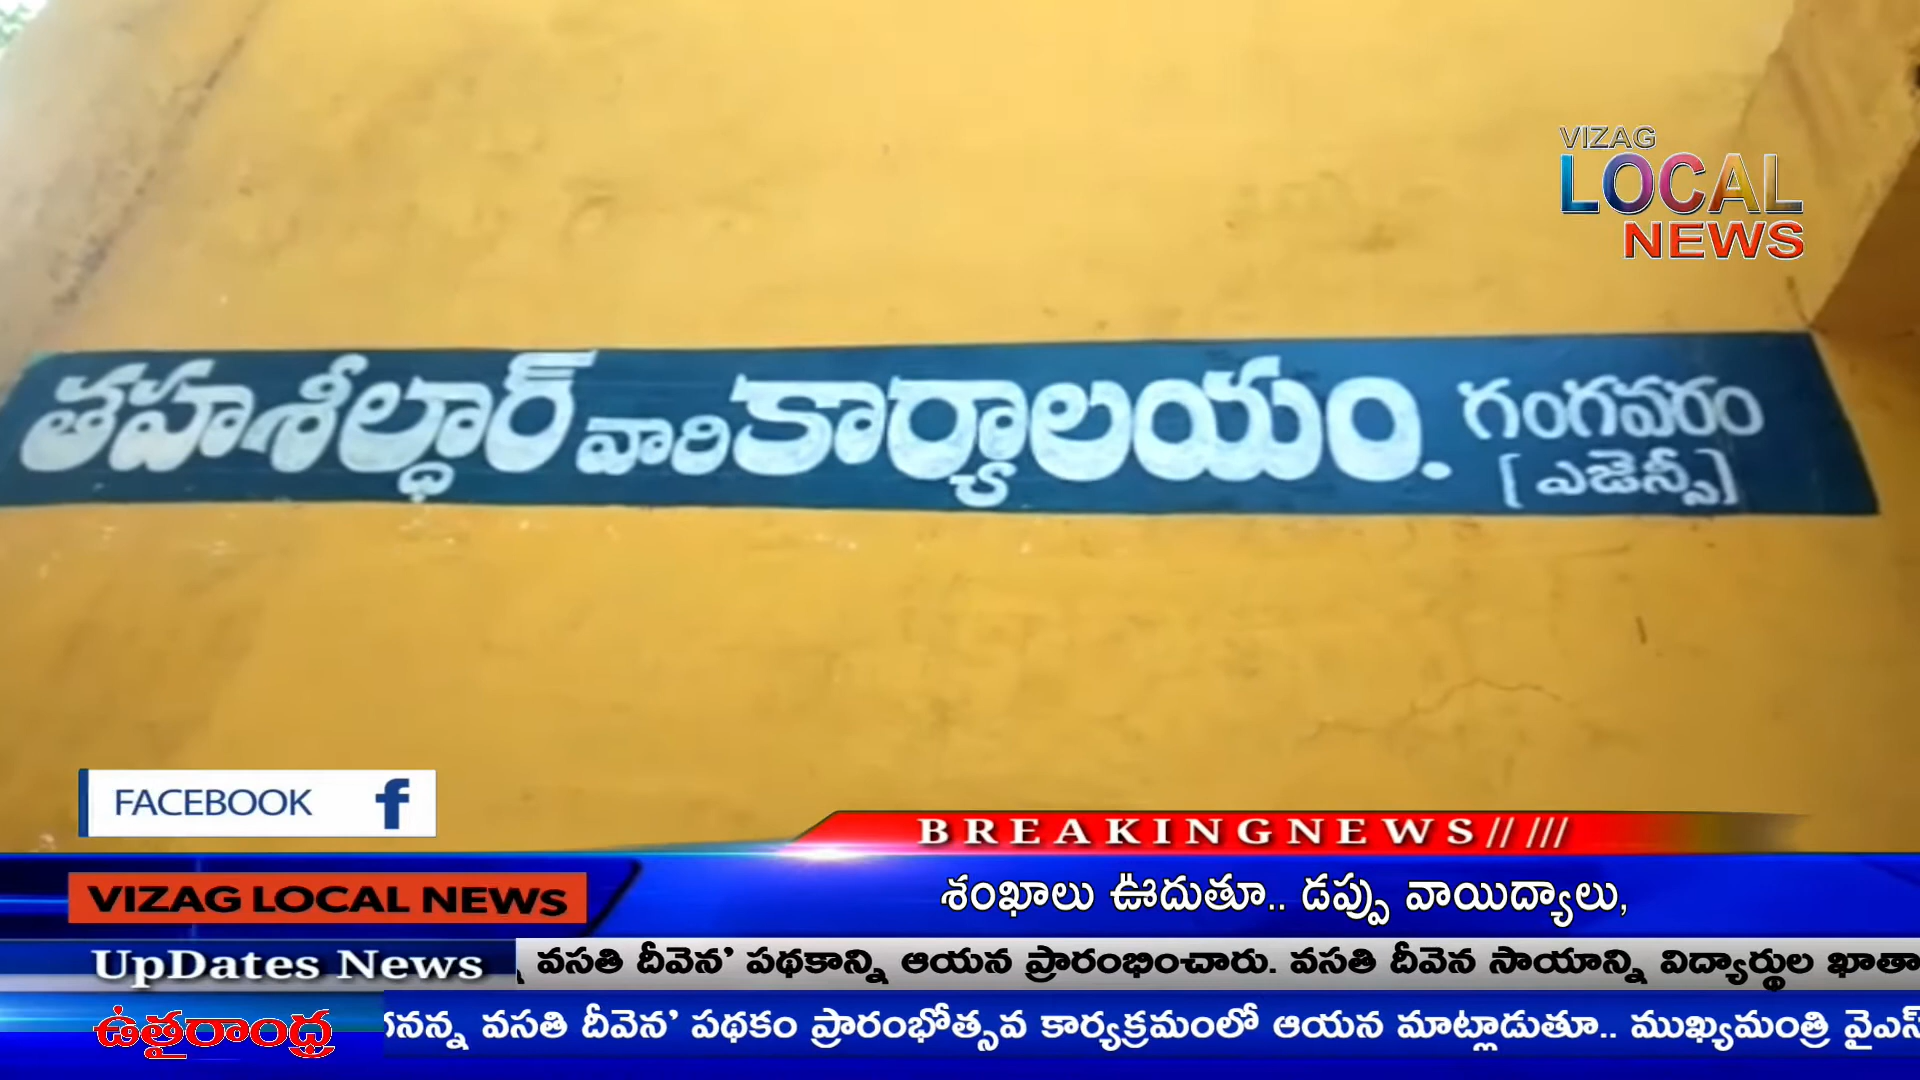 VIZAG
LOCAL
NEWS
తహశీల్ధార్ వారి కార్యాలయం. గంగవరం
[ఎజెన్సీ]
FACEBOOK f
BREAKINGNEWS// ///
VIZAG LOCAL NEWS
శంఖాలు ఊదుతూ.. డప్పు వాయిద్యాలు,
UpDates News
వసతి దీవెన’ పథకాన్ని ఆయన ప్రారంభించారు. వసతి దీవెన సాయాన్ని విద్యార్థుల ఖాతా
ఉత్తరాంధ్ర
వసతి దీవెన’ పథకం ప్రారంభోత్సవ కార్యక్రమంలో ఆయన మాట్లాడుతూ.. ముఖ్యమంత్రి